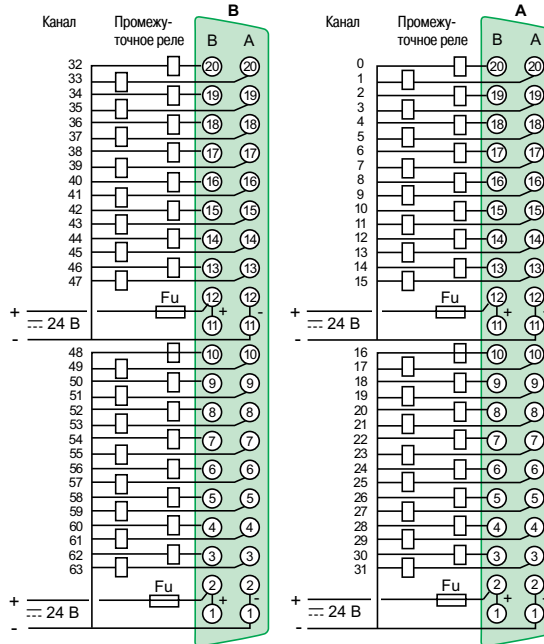 B
Канал Промежу-
точное реле B A
32 20 20
33
34 19 19
35
36 18 18
37
38 17 17
39
40 16 16
41
42 15 15
43
44 14 14
45
46 13 13
47
Fu 12 12
+ + -
24 В 11 11
-
48 10 10
49
50 9 9
51
52 8 8
53
54 7 7
55
56 6 6
57
58 5 5
59
60 4 4
61
62 3 3
63
Fu 2 2
+ + -
24 В 1 1
-
A
Канал Промежу-
точное реле B A
0 20 20
1
2 19 19
3
4 18 18
5
6 17 17
7
8 16 16
9
10 15 15
11
12 14 14
13
14 13 13
15
Fu 12 12
+ + -
24 В 11 11
-
16 10 10
17
18 9 9
19
20 8 8
21
22 7 7
23
24 6 6
25
26 5 5
27
28 4 4
29
30 3 3
31
Fu 2 2
+ + -
24 В 1 1
-